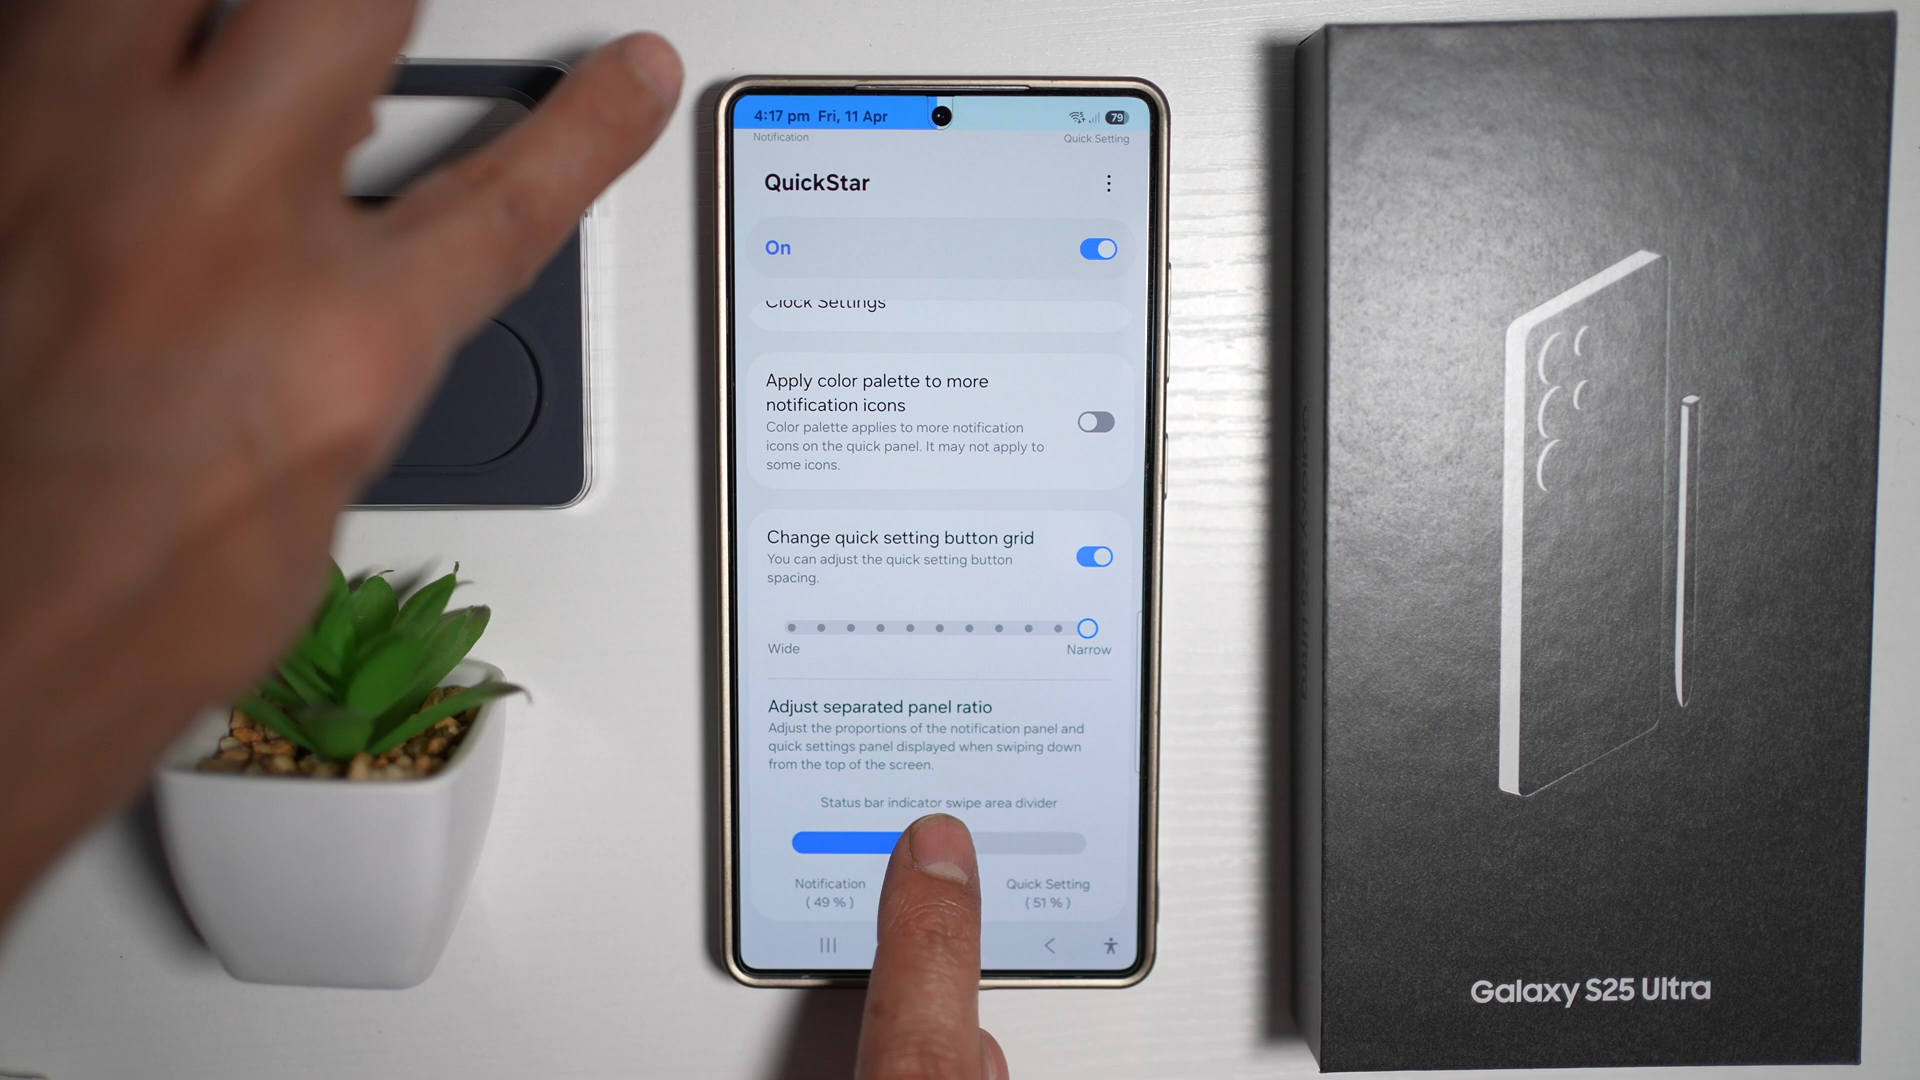 4:17 pm Fri, 11 Apr
79
Notification
Quick Setting
QuickStar
On
Clock Settings
Apply color palette to more
notification icons
Color palette applies to more notification
icons on the quick panel. It may not apply to
some icons.
Change quick setting button grid
You can adjust the quick setting button
spacing.
Wide
Narrow
Adjust separated panel ratio
Adjust the proportions of the notification panel and
quick settings panel displayed when swiping down
from the top of the screen.
Status bar indicator swipe area divider
Notification
Quick Setting
( 49 % )
( 51 % )
Galaxy S25 Ultra